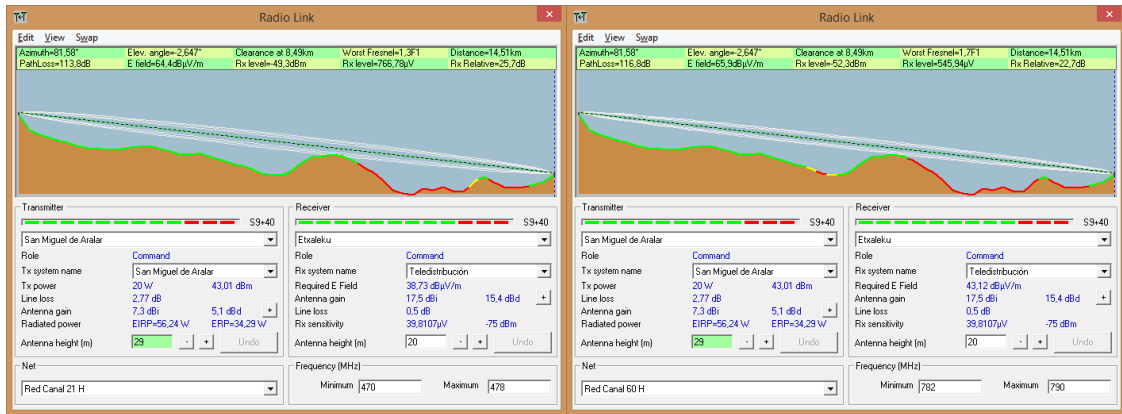 Radio Link
Edit View Swap
Azimuth=81,58° Elev. angle=-2,647° Clearance at 8,49km Worst Fresnel=1,3F1 Distance=14,51km
PathLoss=113,8dB E field=64,4dBµV/m Rx level=-49,3dBm Rx level=766,78µV Rx Relative=25,7dB
Transmitter
S9+40
San Miguel de Aralar
Role Command
Tx system name San Miguel de Aralar
Tx power 20 W 43,01 dBm
Line loss 2,77 dB
Antenna gain 7,3 dBi 5,1 dBd +
Radiated power EIRP=56,24 W ERP=34,29 W
Antenna height (m) 29 - + Undo
Net
Red Canal 21 H
Receiver
S9+40
Etxaleku
Role Command
Rx system name Teledistribución
Required E Field 38,73 dBµV/m
Antenna gain 17,5 dBi 15,4 dBd +
Line loss 0,5 dB
Rx sensitivity 39,8107µV -75 dBm
Antenna height (m) 20 - + Undo
Frequency (MHz)
Minimum 470 Maximum 478
Radio Link
Edit View Swap
Azimuth=81,58° Elev. angle=-2,647° Clearance at 8,49km Worst Fresnel=1,7F1 Distance=14,51km
PathLoss=116,8dB E field=65,9dBµV/m Rx level=-52,3dBm Rx level=545,94µV Rx Relative=22,7dB
Transmitter
S9+40
San Miguel de Aralar
Role Command
Tx system name San Miguel de Aralar
Tx power 20 W 43,01 dBm
Line loss 2,77 dB
Antenna gain 7,3 dBi 5,1 dBd +
Radiated power EIRP=56,24 W ERP=34,29 W
Antenna height (m) 29 - + Undo
Net
Red Canal 60 H
Receiver
S9+40
Etxaleku
Role Command
Rx system name Teledistribución
Required E Field 43,12 dBµV/m
Antenna gain 17,5 dBi 15,4 dBd +
Line loss 0,5 dB
Rx sensitivity 39,8107µV -75 dBm
Antenna height (m) 20 - + Undo
Frequency (MHz)
Minimum 782 Maximum 790